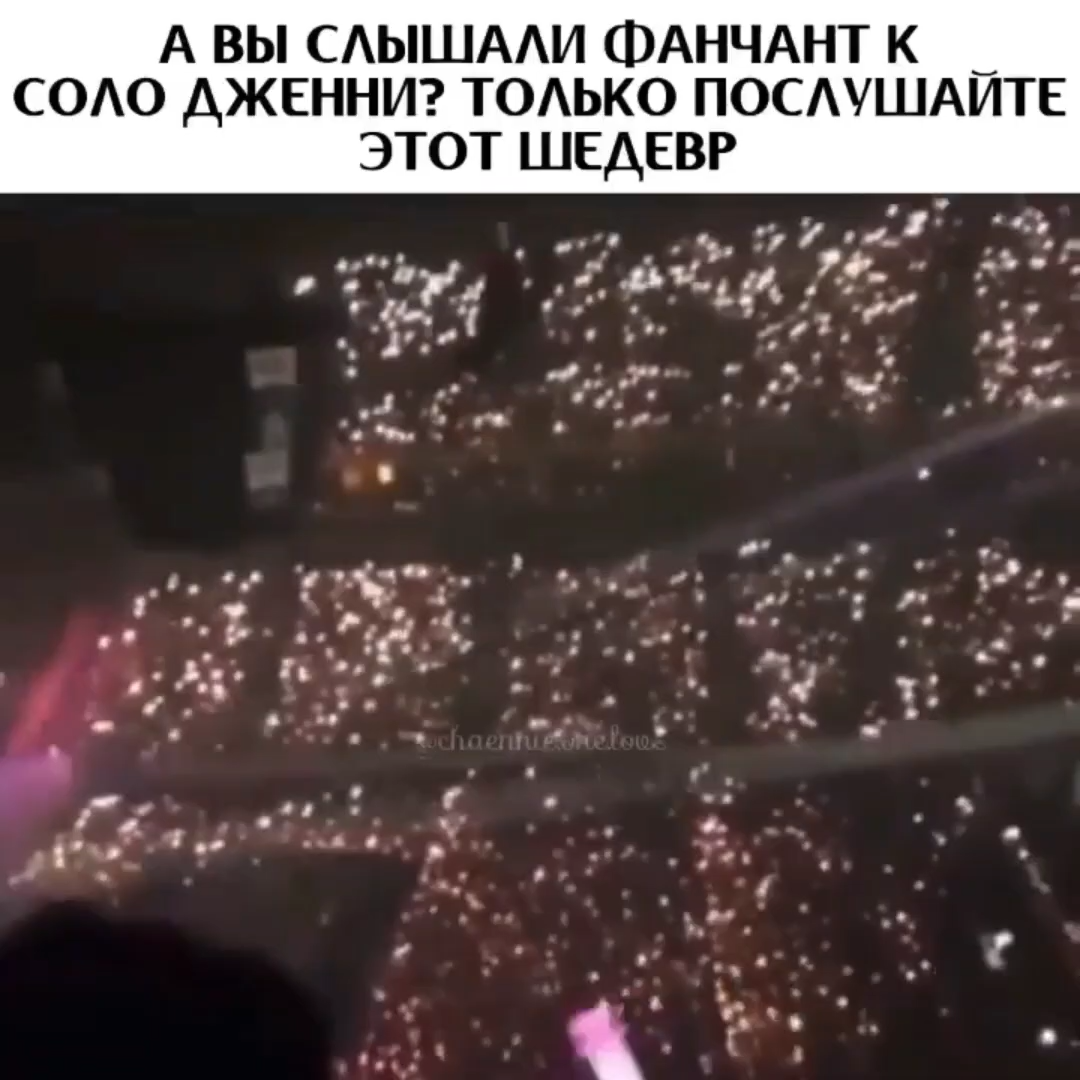 А ВЫ СЛЫШАЛИ ФАНЧАНТ К
СОЛО ДЖЕННИ? ТОЛЬКО ПОСЛУШАЙТЕ
ЭТОТ ШЕДЕВР